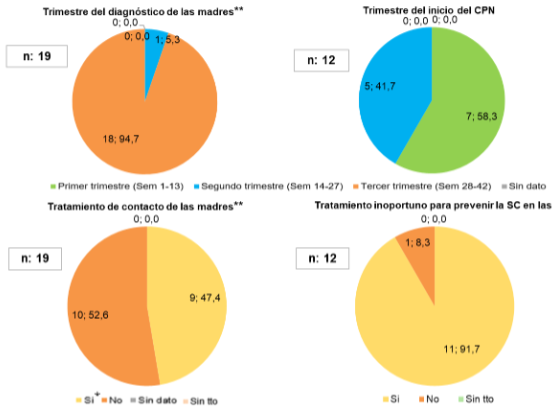 Trimestre del diagnóstico de las madres**
0; 0,0
0; 0,0
1; 5,3
n: 19
18; 94,7
Trimestre del inicio del CPN
0; 0,0 0; 0,0
n: 12
5; 41,7
7; 58,3
Primer trimestre (Sem 1-13) Segundo trimestre (Sem 14-27) Tercer trimestre (Sem 28-42) Sin dato
Tratamiento de contacto de las madres**
0; 0,0
n: 19
10; 52,6
9; 47,4
Si* No Sin dato Sin tto
Tratamiento inoportuno para prevenir la SC en las
0; 0,0
1; 8,3
n: 12
11; 91,7
Si No Sin tto